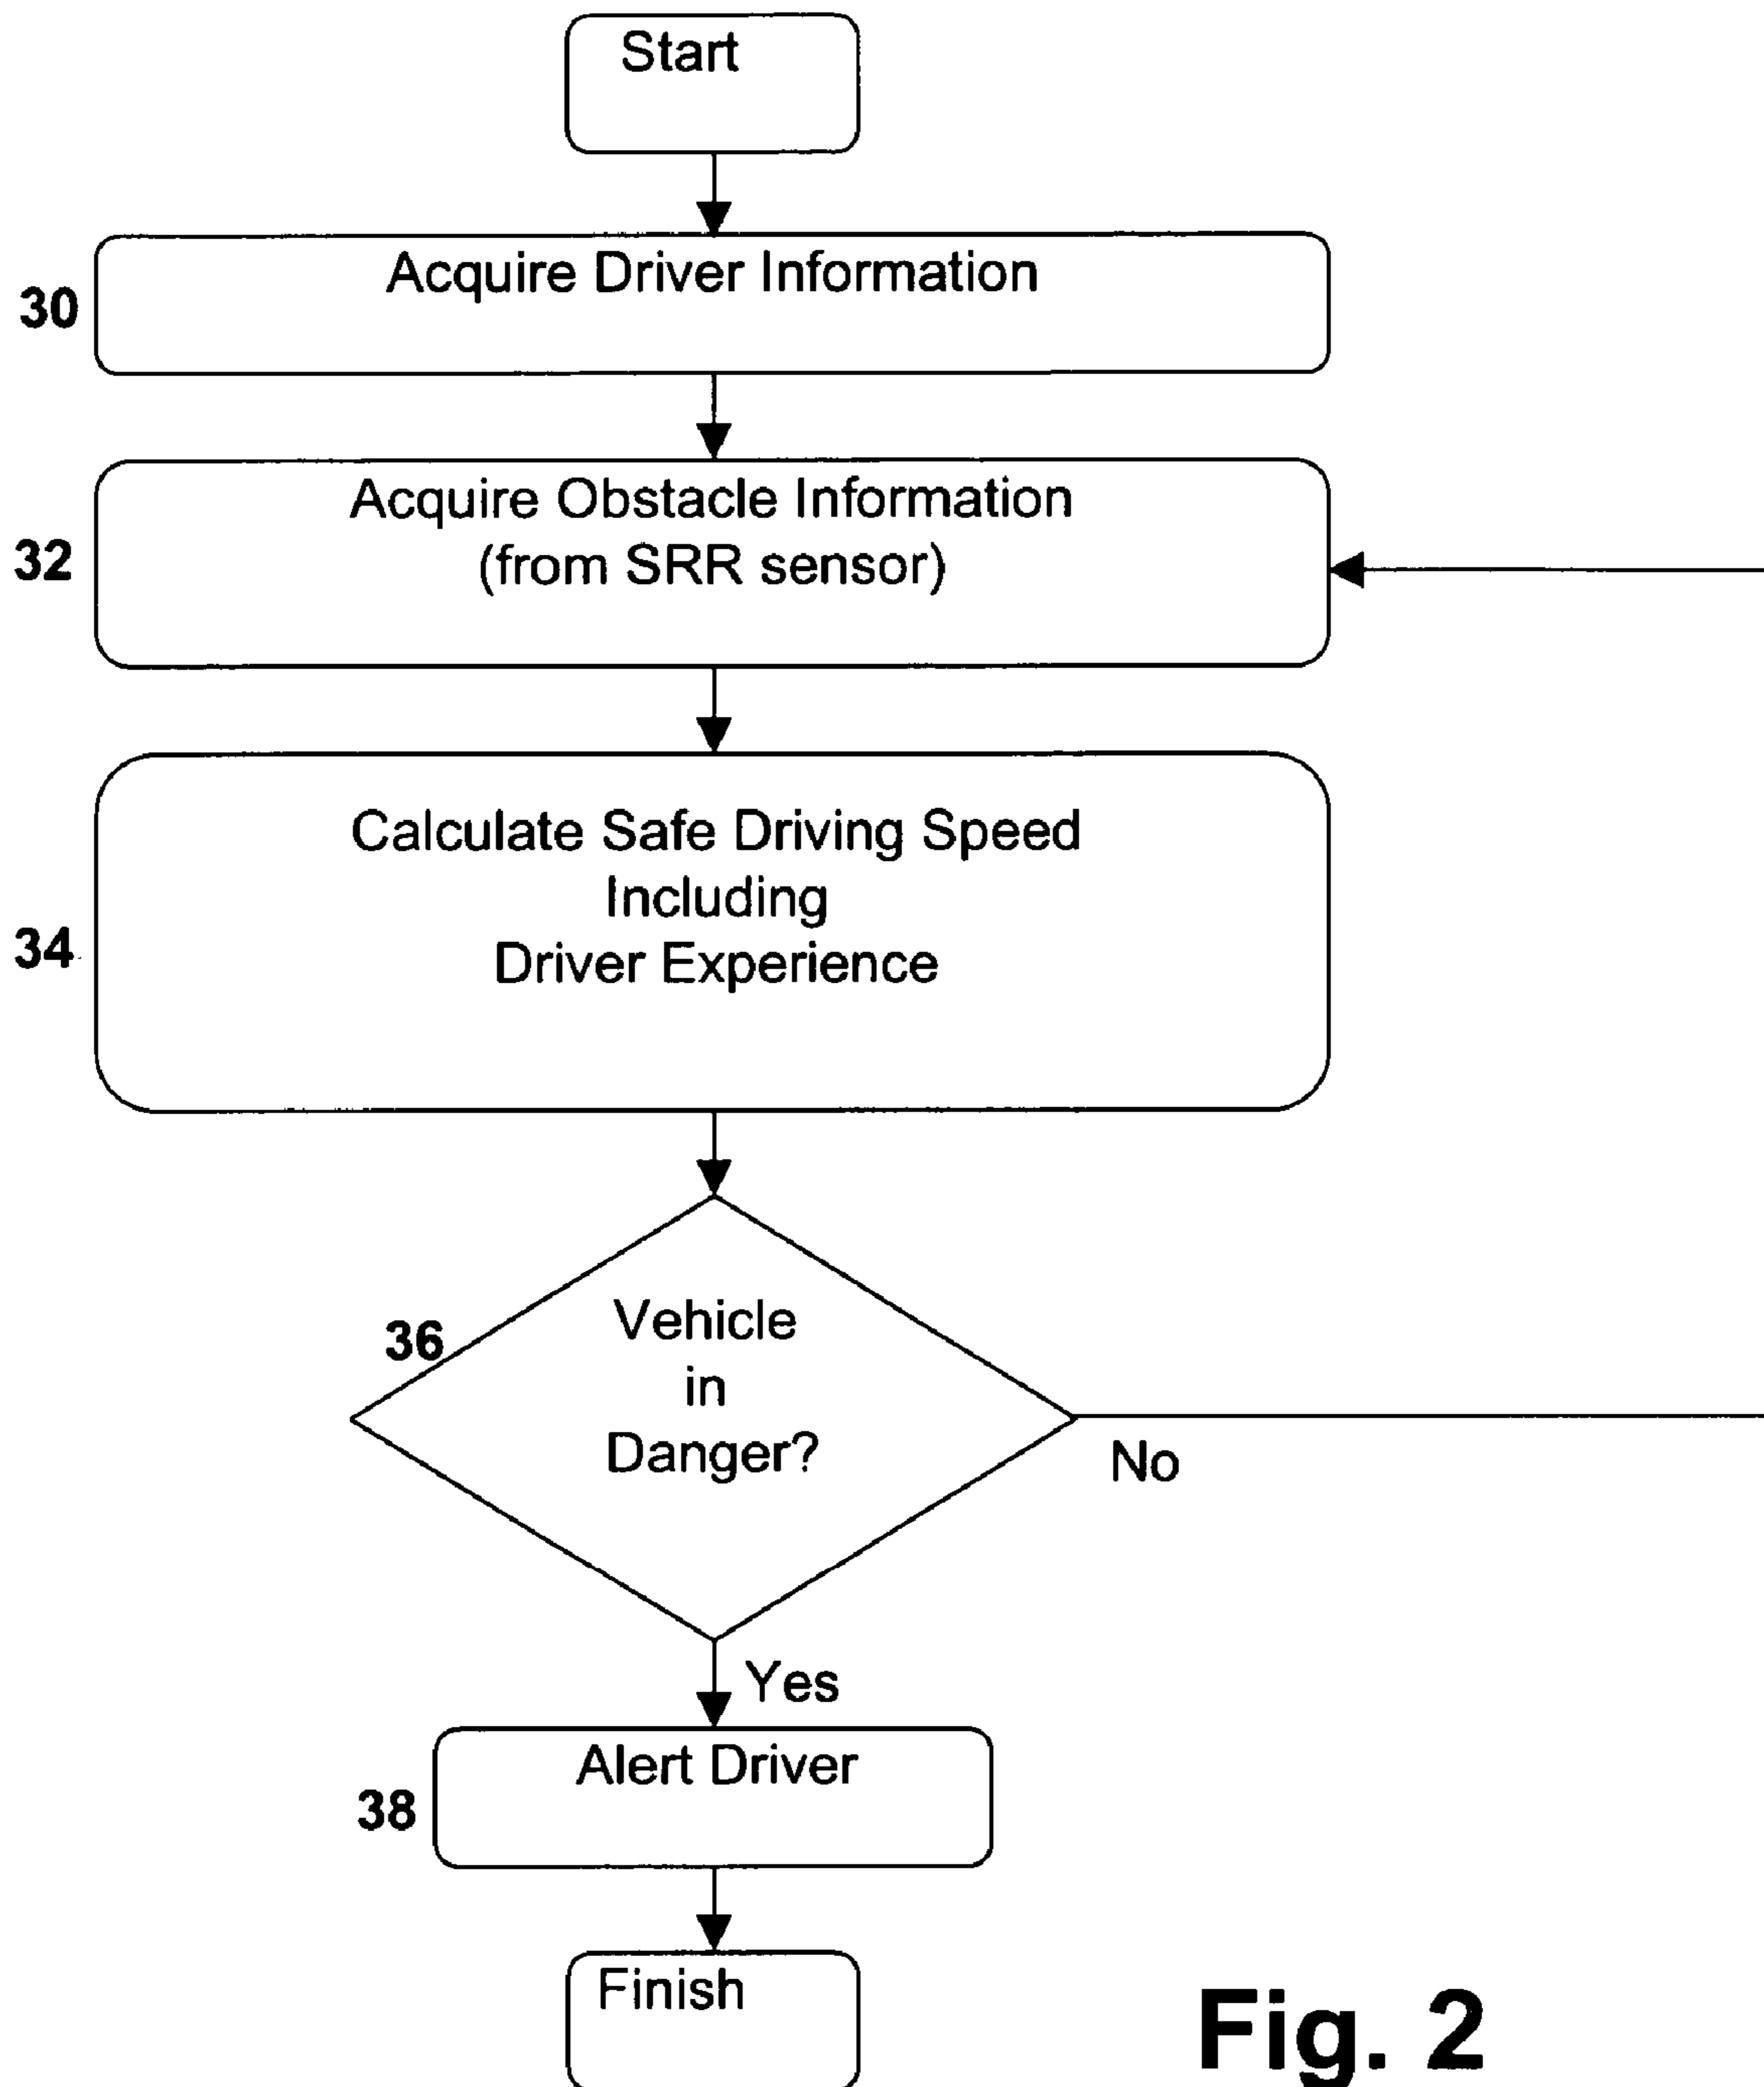 Start
30
Acquire Driver Information
32
Acquire Obstacle Information
(from SRR sensor)
34
Calculate Safe Driving Speed
Including
Driver Experience
36
Vehicle
in
Danger?
No
Yes
38
Alert Driver
Finish
Fig. 2